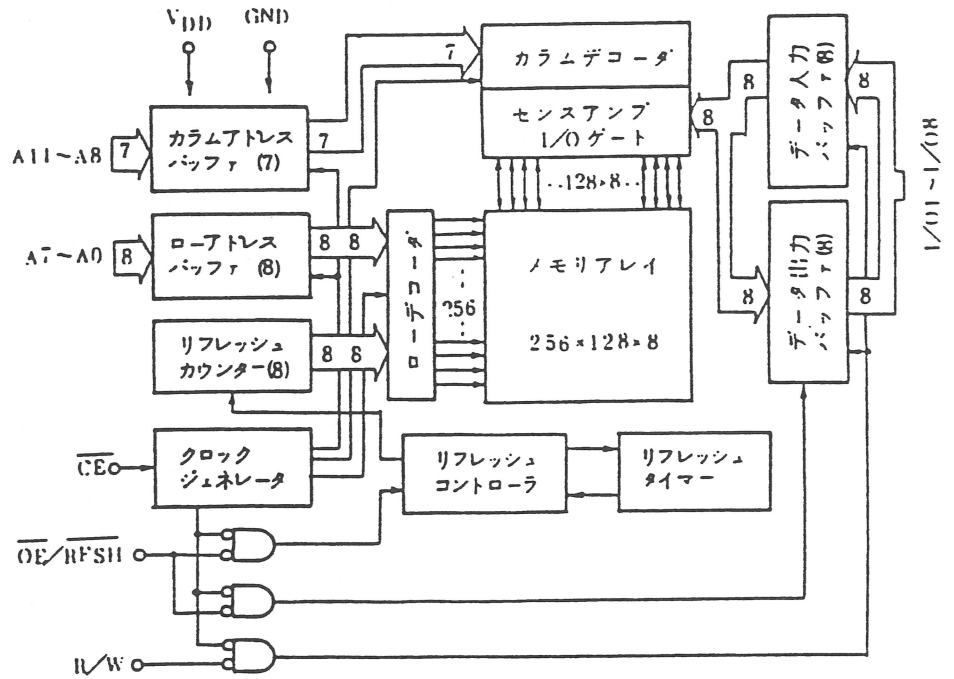 VDD GND
カラムデコーダ
センスアンプ
I/Oゲート
7
データ入力
バッファ(8)
8
8
8
I/O1~I/O8
A11~A8
7
カラムアドレス
バッファ (7)
7
‥128×8‥
A7~A0
8
ローアドレス
バッファ (8)
8 8
ローデコーダ
256
メモリアレイ
256×128×8
データ出力
バッファ(8)
8
8
リフレッシュ
カウンター(8)
8 8
CE
クロック
ジェネレータ
リフレッシュ
コントローラ
リフレッシュ
タイマー
OE/RFSH
R/W